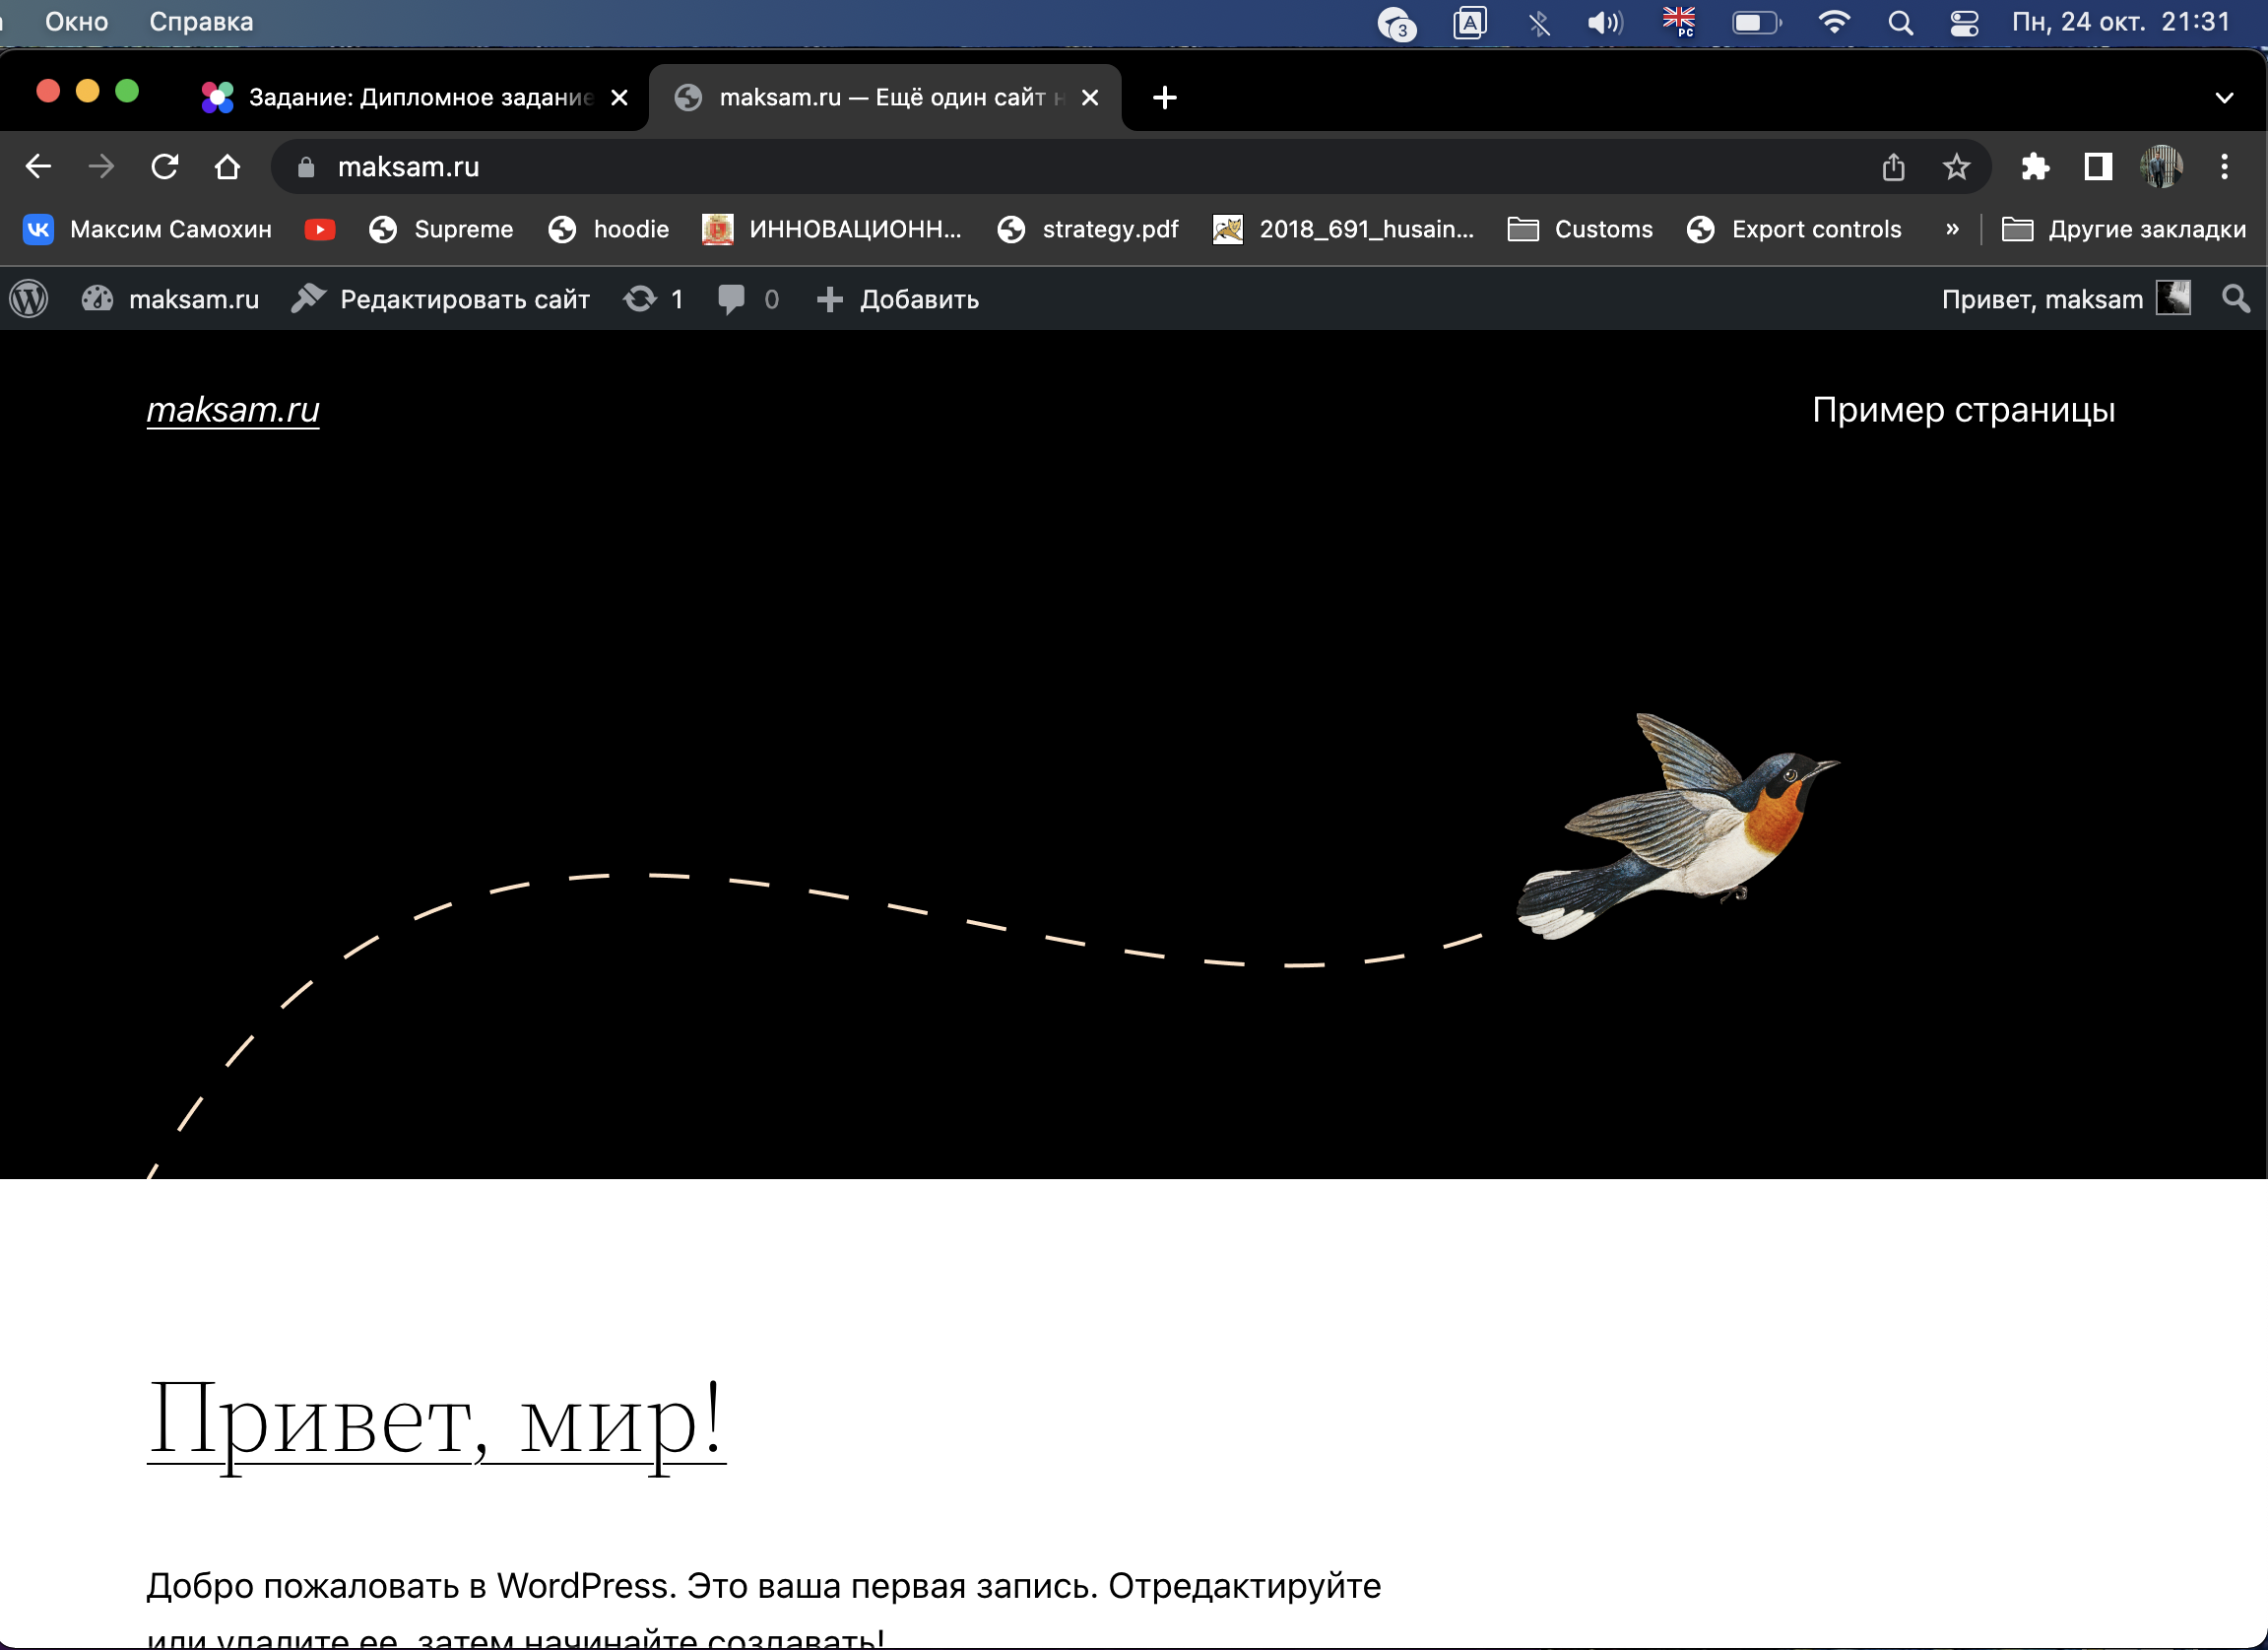 Окно Справка 3 A PC Пн, 24 окт. 21:31
Задание: Дипломное задание maksam.ru — Ещё один сайт н
maksam.ru
Максим Самохин Supreme hoodie ИННОВАЦИОНН... strategy.pdf 2018_691_husain... Customs Export controls » Другие закладки
maksam.ru Редактировать сайт 1 0 Добавить Привет, maksam
maksam.ru Пример страницы
Привет, мир!
Добро пожаловать в WordPress. Это ваша первая запись. Отредактируйте
или удалите ее, затем начинайте создавать!